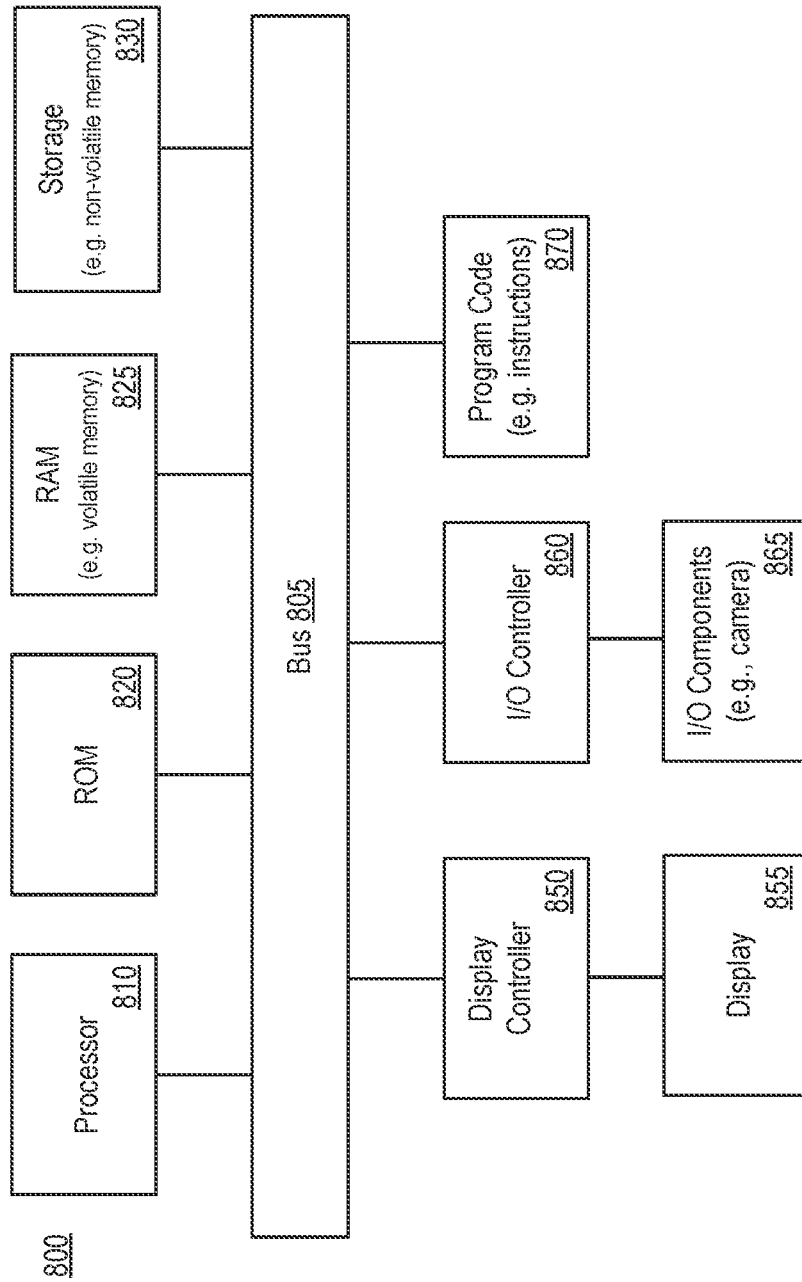 800
Processor
810
ROM
820
RAM
(e.g. volatile memory)
825
Storage
(e.g. non-volatile memory)
830
Bus 805
Display
Controller
850
I/O Controller
860
Program Code
(e.g. instructions)
870
Display
855
I/O Components
(e.g., camera)
865